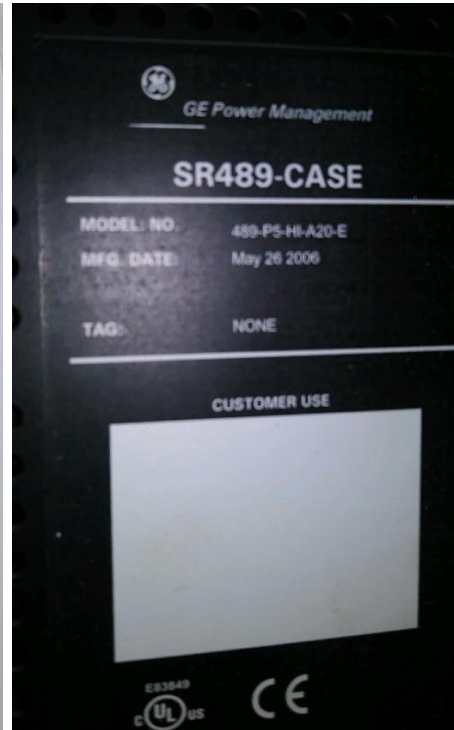 GE
GE Power Management
SR489-CASE
MODEL: NO. 489-P5-HI-A20-E
MFG. DATE: May 26 2006
TAG: NONE
CUSTOMER USE
E83849
C UL US
CE